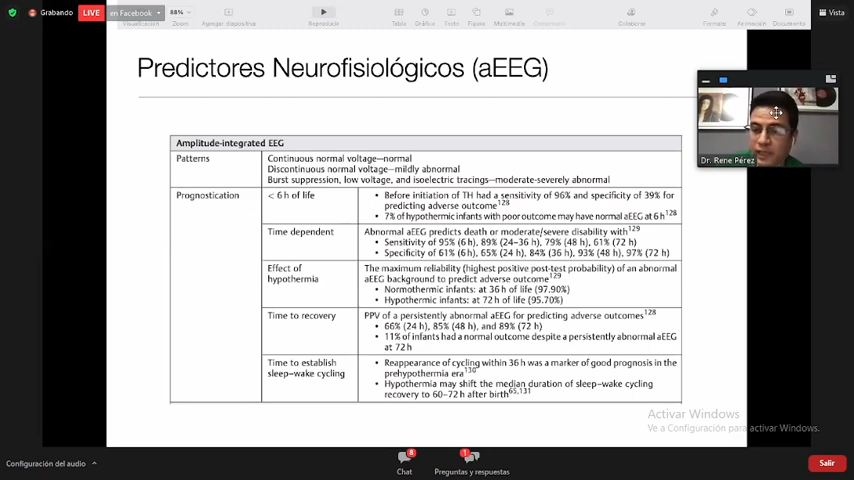 Grabando
LIVE
en Facebook
88%
Vista
Visualización
Zoom
Agregar diapositiva
Reproducir
Tabla
Gráfica
Texto
Figura
Multimedia
Comentario
Colaborar
Formato
Animación
Documento
Predictores Neurofisiológicos (aEEG)
Dr. Rene Pérez
Amplitude-integrated EEG
Patterns
Continuous normal voltage—normal
Discontinuous normal voltage—mildly abnormal
Burst suppression, low voltage, and isoelectric tracings—moderate-severely abnormal
Prognostication
< 6 h of life
• Before initiation of TH had a sensitivity of 96% and specificity of 39% for
predicting adverse outcome128
• 7% of hypothermic infants with poor outcome may have normal aEEG at 6 h128
Time dependent
Abnormal aEEG predicts death or moderate/severe disability with129
• Sensitivity of 95% (6 h), 89% (24–36 h), 79% (48 h), 61% (72 h)
• Specificity of 61% (6 h), 65% (24 h), 84% (36 h), 93% (48 h), 97% (72 h)
Effect of
hypothermia
The maximum reliability (highest positive post-test probability) of an abnormal
aEEG background to predict adverse outcome129
• Normothermic infants: at 36 h of life (97.90%)
• Hypothermic infants: at 72 h of life (95.70%)
Time to recovery
PPV of a persistently abnormal aEEG for predicting adverse outcomes128
• 66% (24 h), 85% (48 h), and 89% (72 h)
• 11% of infants had a normal outcome despite a persistently abnormal aEEG
at 72 h
Time to establish
sleep–wake cycling
• Reappearance of cycling within 36 h was a marker of good prognosis in the
prehypothermia era130
• Hypothermia may shift the median duration of sleep–wake cycling
recovery to 60–72 h after birth65,131
Activar Windows
Ve a Configuración para activar Windows.
Configuración del audio
8
Chat
1
Preguntas y respuestas
Salir